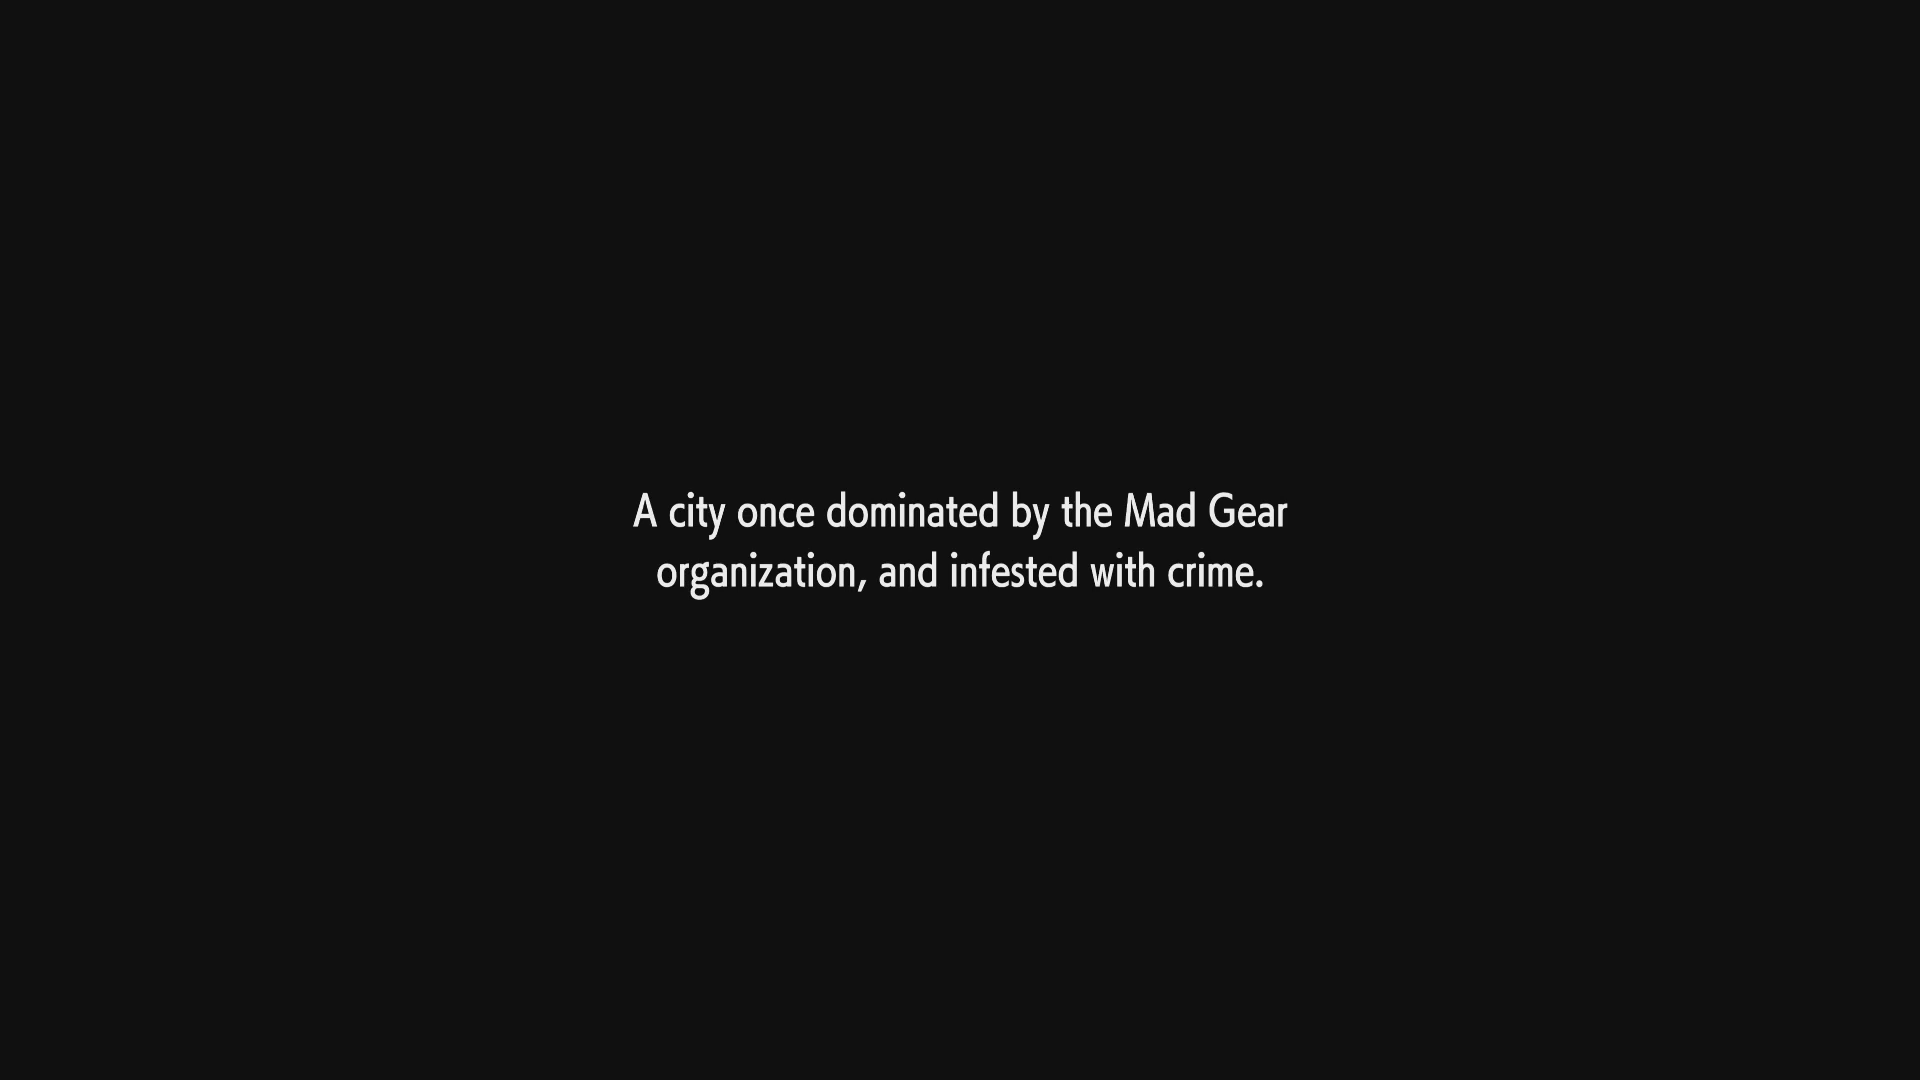 A city once dominated by the Mad Gear
organization, and infested with crime.